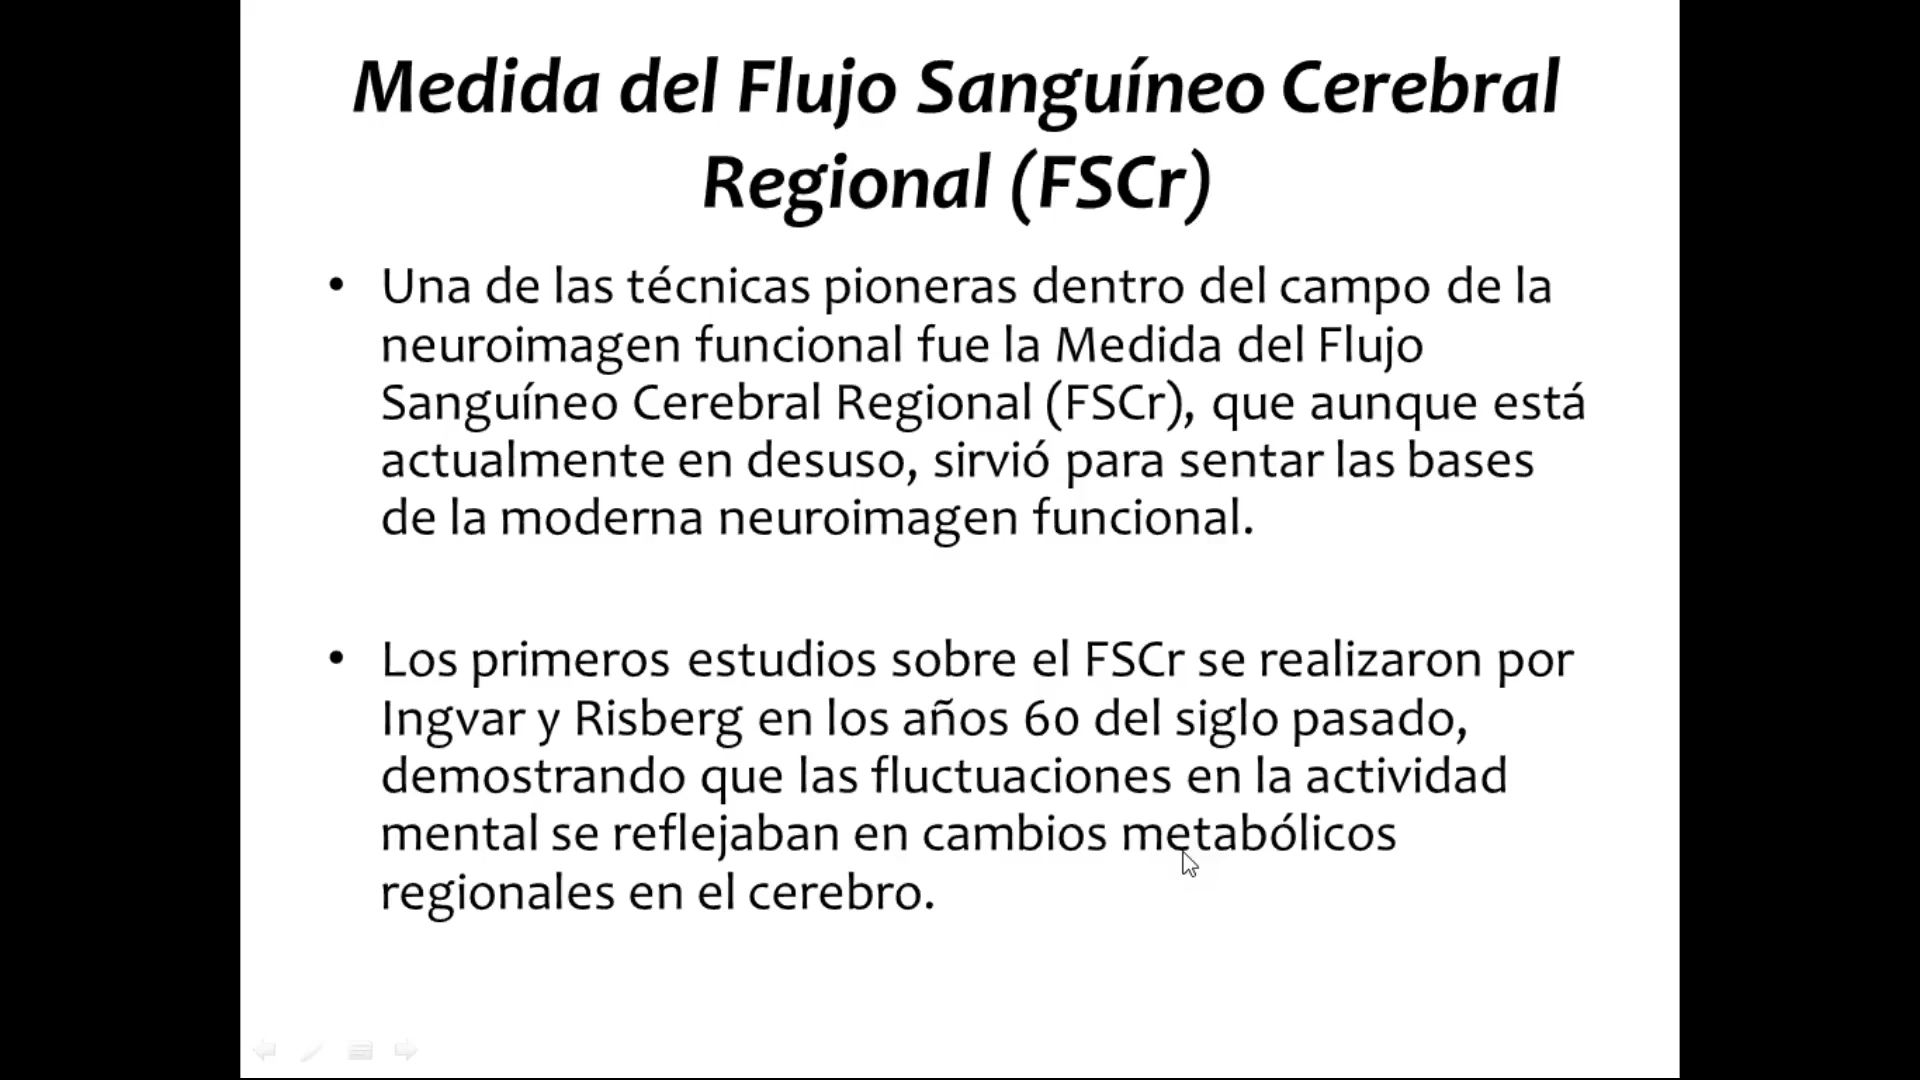 Medida del Flujo Sanguíneo Cerebral
Regional (FSCr)
• Una de las técnicas pioneras dentro del campo de la
neuroimagen funcional fue la Medida del Flujo
Sanguíneo Cerebral Regional (FSCr), que aunque está
actualmente en desuso, sirvió para sentar las bases
de la moderna neuroimagen funcional.
• Los primeros estudios sobre el FSCr se realizaron por
Ingvar y Risberg en los años 60 del siglo pasado,
demostrando que las fluctuaciones en la actividad
mental se reflejaban en cambios metabólicos
regionales en el cerebro.